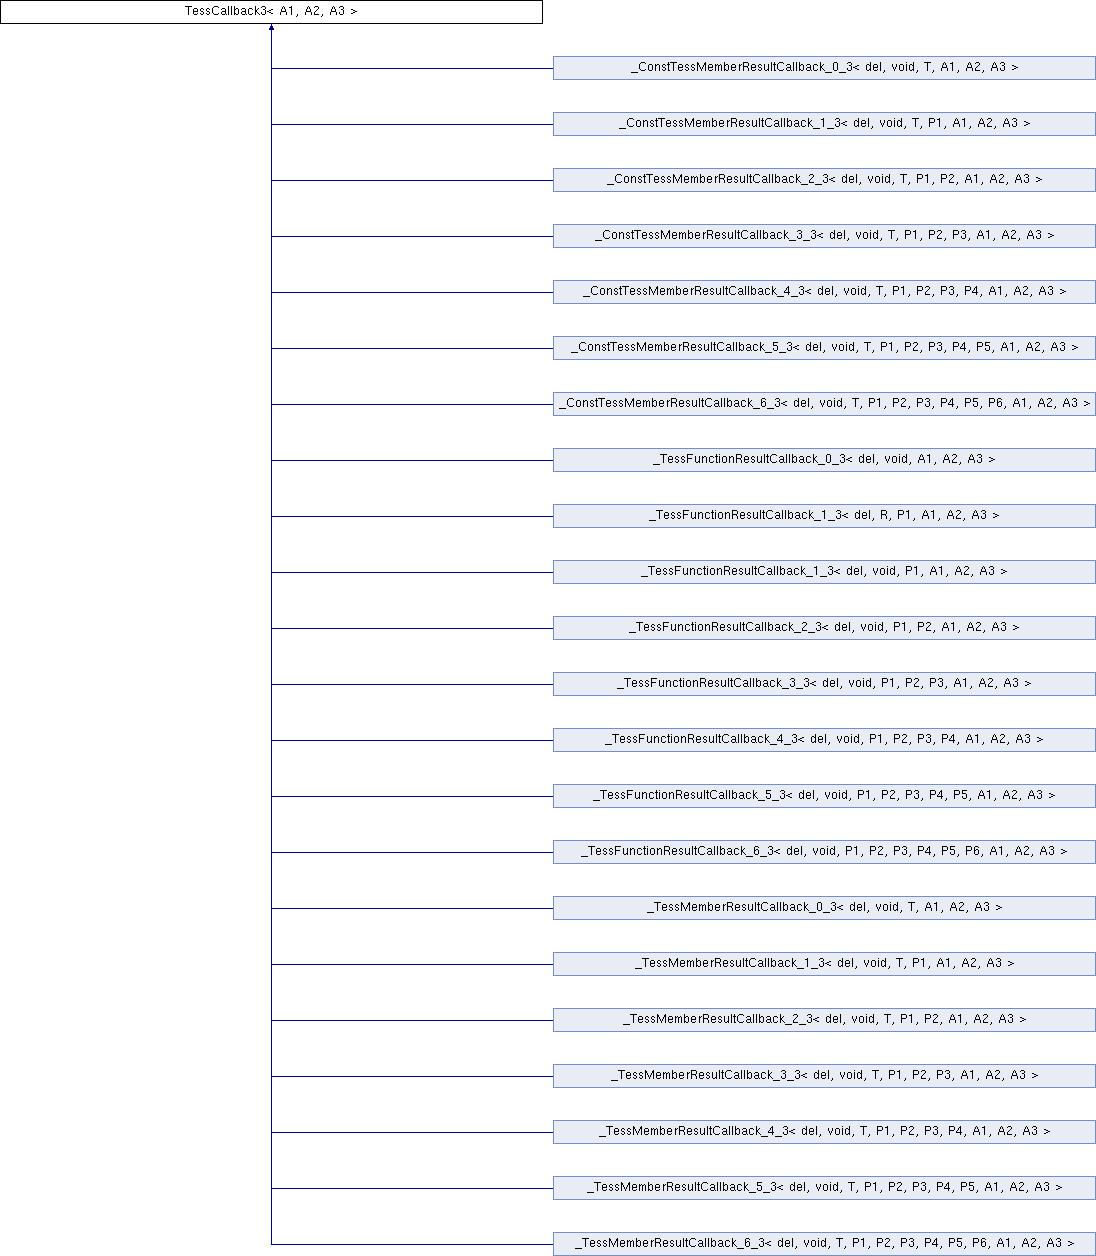 TessCallback3< A1, A2, A3 >
_ConstTessMemberResultCallback_0_3< del, void, T, A1, A2, A3 >
_ConstTessMemberResultCallback_1_3< del, void, T, P1, A1, A2, A3 >
_ConstTessMemberResultCallback_2_3< del, void, T, P1, P2, A1, A2, A3 >
_ConstTessMemberResultCallback_3_3< del, void, T, P1, P2, P3, A1, A2, A3 >
_ConstTessMemberResultCallback_4_3< del, void, T, P1, P2, P3, P4, A1, A2, A3 >
_ConstTessMemberResultCallback_5_3< del, void, T, P1, P2, P3, P4, P5, A1, A2, A3 >
_ConstTessMemberResultCallback_6_3< del, void, T, P1, P2, P3, P4, P5, P6, A1, A2, A3 >
_TessFunctionResultCallback_0_3< del, void, A1, A2, A3 >
_TessFunctionResultCallback_1_3< del, R, P1, A1, A2, A3 >
_TessFunctionResultCallback_1_3< del, void, P1, A1, A2, A3 >
_TessFunctionResultCallback_2_3< del, void, P1, P2, A1, A2, A3 >
_TessFunctionResultCallback_3_3< del, void, P1, P2, P3, A1, A2, A3 >
_TessFunctionResultCallback_4_3< del, void, P1, P2, P3, P4, A1, A2, A3 >
_TessFunctionResultCallback_5_3< del, void, P1, P2, P3, P4, P5, A1, A2, A3 >
_TessFunctionResultCallback_6_3< del, void, P1, P2, P3, P4, P5, P6, A1, A2, A3 >
_TessMemberResultCallback_0_3< del, void, T, A1, A2, A3 >
_TessMemberResultCallback_1_3< del, void, T, P1, A1, A2, A3 >
_TessMemberResultCallback_2_3< del, void, T, P1, P2, A1, A2, A3 >
_TessMemberResultCallback_3_3< del, void, T, P1, P2, P3, A1, A2, A3 >
_TessMemberResultCallback_4_3< del, void, T, P1, P2, P3, P4, A1, A2, A3 >
_TessMemberResultCallback_5_3< del, void, T, P1, P2, P3, P4, P5, A1, A2, A3 >
_TessMemberResultCallback_6_3< del, void, T, P1, P2, P3, P4, P5, P6, A1, A2, A3 >